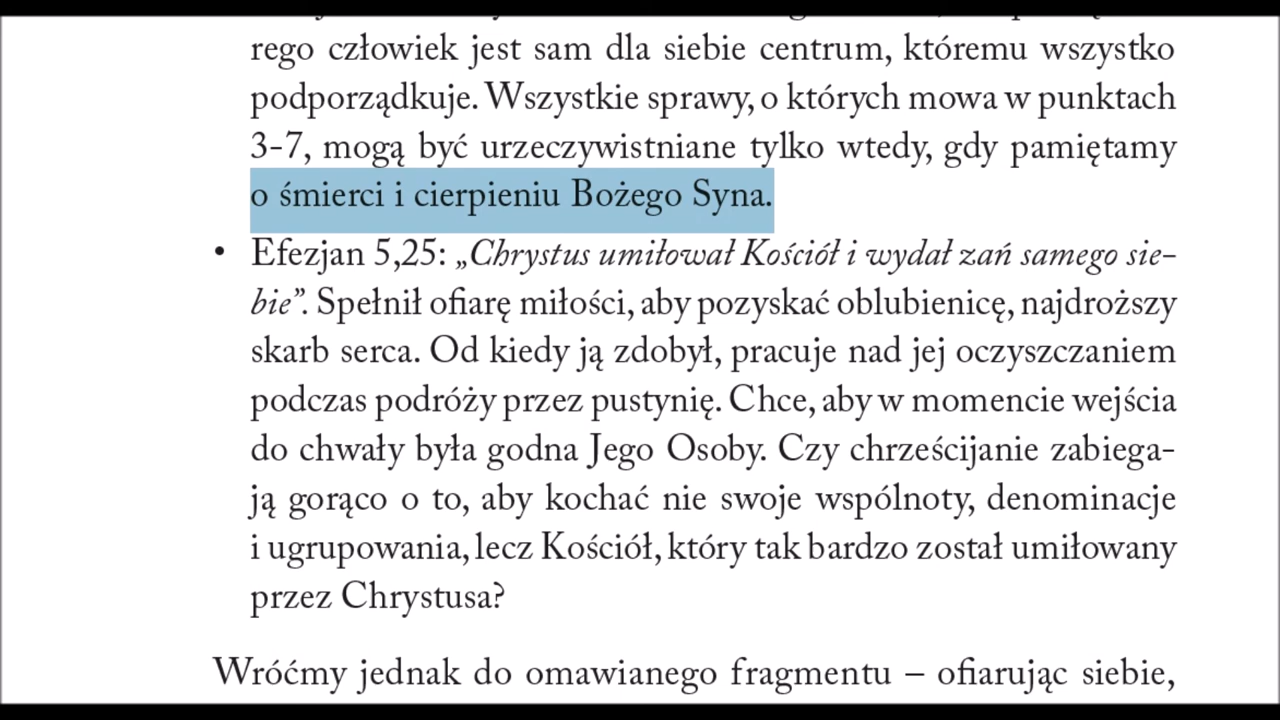 rego człowiek jest sam dla siebie centrum, któremu wszystko
podporządkuje. Wszystkie sprawy, o których mowa w punktach
3-7, mogą być urzeczywistniane tylko wtedy, gdy pamiętamy
o śmierci i cierpieniu Bożego Syna.
• Efezjan 5,25: „Chrystus umiłował Kościół i wydał zań samego sie-
bie”. Spełnił ofiarę miłości, aby pozyskać oblubienicę, najdroższy
skarb serca. Od kiedy ją zdobył, pracuje nad jej oczyszczaniem
podczas podróży przez pustynię. Chce, aby w momencie wejścia
do chwały była godna Jego Osoby. Czy chrześcijanie zabiega-
ją gorąco o to, aby kochać nie swoje wspólnoty, denominacje
i ugrupowania, lecz Kościół, który tak bardzo został umiłowany
przez Chrystusa?
Wróćmy jednak do omawianego fragmentu – ofiarując siebie,